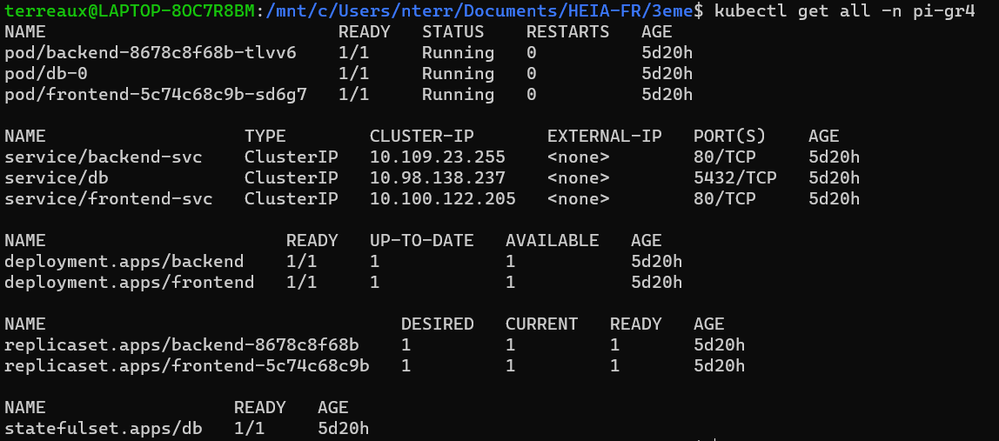 terreaux@LAPTOP-8OC7R8BM:/mnt/c/Users/nterr/Documents/HEIA-FR/3eme$ kubectl get all -n pi-gr4
NAME                            READY   STATUS    RESTARTS   AGE
pod/backend-8678c8f68b-tlvv6    1/1     Running   0          5d20h
pod/db-0                        1/1     Running   0          5d20h
pod/frontend-5c74c68c9b-sd6g7   1/1     Running   0          5d20h

NAME                   TYPE        CLUSTER-IP       EXTERNAL-IP   PORT(S)    AGE
service/backend-svc    ClusterIP   10.109.23.255    <none>        80/TCP     5d20h
service/db             ClusterIP   10.98.138.237    <none>        5432/TCP   5d20h
service/frontend-svc   ClusterIP   10.100.122.205   <none>        80/TCP     5d20h

NAME                       READY   UP-TO-DATE   AVAILABLE   AGE
deployment.apps/backend    1/1     1            1           5d20h
deployment.apps/frontend   1/1     1            1           5d20h

NAME                                  DESIRED   CURRENT   READY   AGE
replicaset.apps/backend-8678c8f68b    1         1         1       5d20h
replicaset.apps/frontend-5c74c68c9b   1         1         1       5d20h

NAME                  READY   AGE
statefulset.apps/db   1/1     5d20h